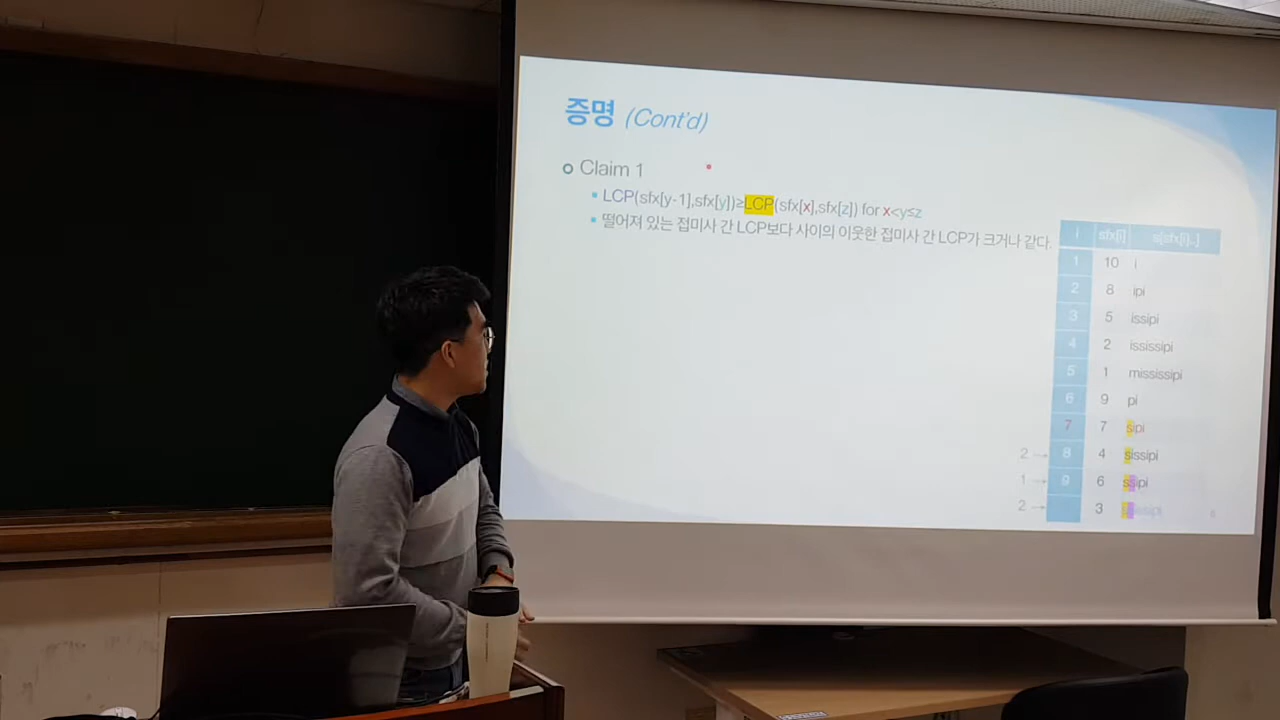 증명 (Cont'd)
Claim 1
LCP(sfx[y-1],sfx[y])≥LCP(sfx[x],sfx[z]) for x<y≤z
떨어져 있는 접미사 간 LCP보다 사이의 이웃한 접미사 간 LCP가 크거나 같다.
i sfx[i] s[sfx[i]..]
1 10 i
2 8 ipi
3 5 issipi
4 2 ississipi
5 1 mississipi
6 9 pi
7 7 sipi
2 → 8 4 sissipi
1 → 9 6 ssipi
2 → 3